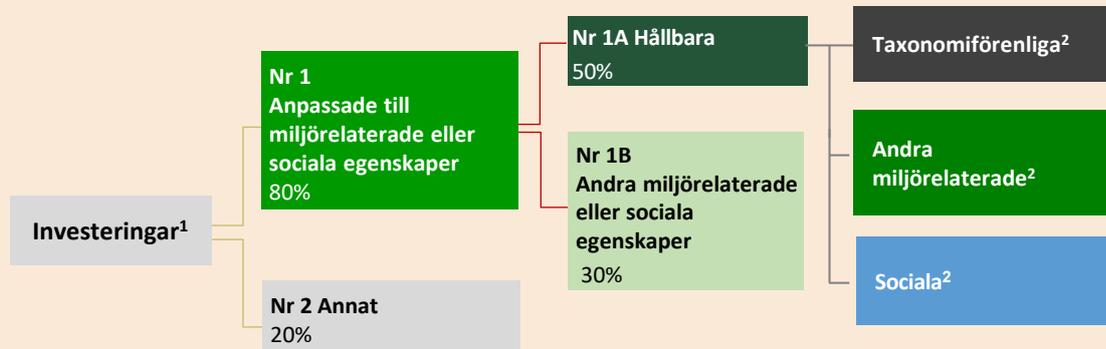 Investeringar¹
Nr 1
Anpassade till
miljörelaterade eller
sociala egenskaper
80%
Nr 2 Annat
20%
Nr 1A Hållbara
50%
Nr 1B
Andra miljörelaterade
eller sociala
egenskaper
30%
Taxonomiförenliga²
Andra
miljörelaterade²
Sociala²